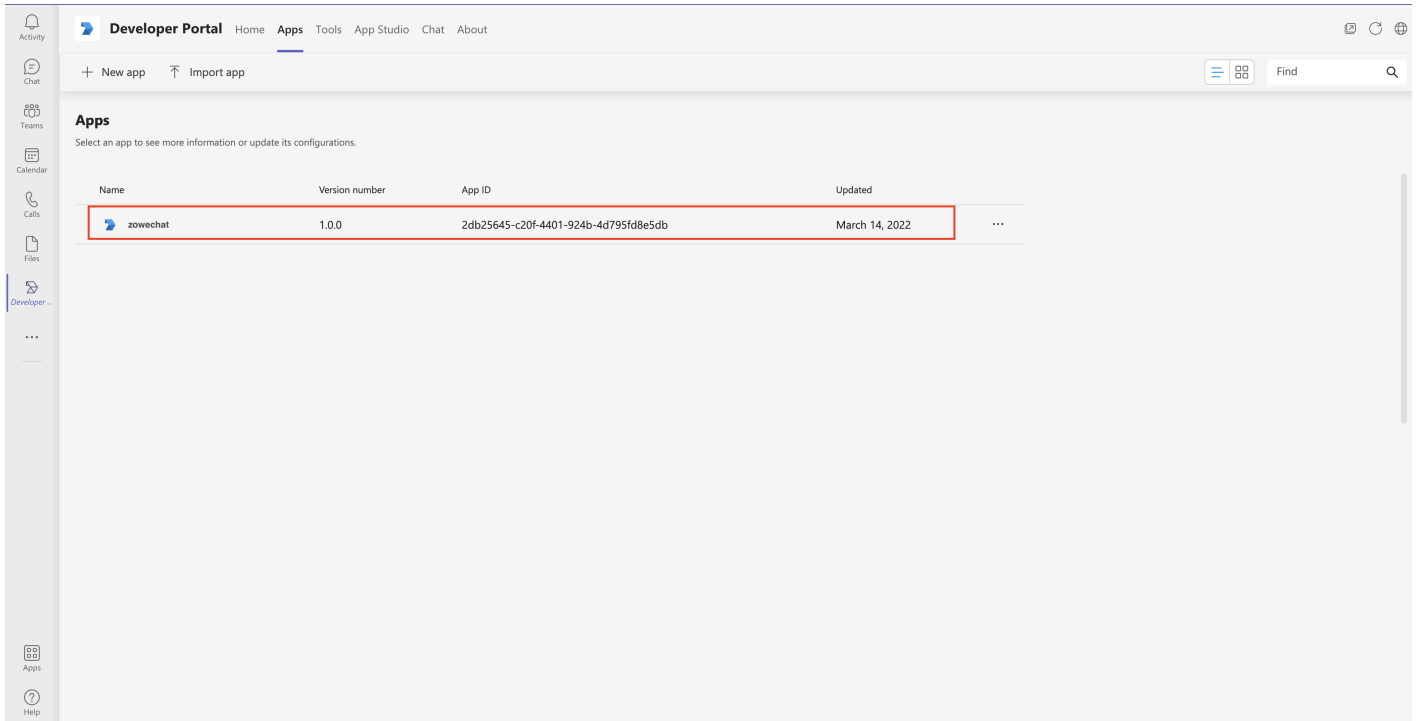 Activity
Chat
Teams
Calendar
Calls
Files
Developer ...
Apps
Help
Developer Portal Home Apps Tools App Studio Chat About
New app Import app
Find
Apps
Select an app to see more information or update its configurations.
Name Version number App ID Updated
zowechat 1.0.0 2db25645-c20f-4401-924b-4d795fd8e5db March 14, 2022